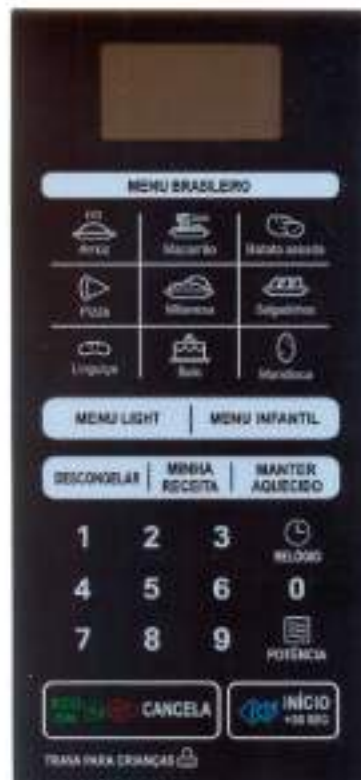 MENU BRASILEIRO
Arroz Macarrão Batata assada
Pizza Milanesa Salgadinhos
Linguiça Bolo Mandioca
MENU LIGHT MENU INFANTIL
DESCONGELAR MINHA RECEITA MANTER AQUECIDO
1 2 3 RELÓGIO
4 5 6 0
7 8 9 POTÊNCIA
CANCELA INÍCIO
+30 SEG
TRAVA PARA CRIANÇAS